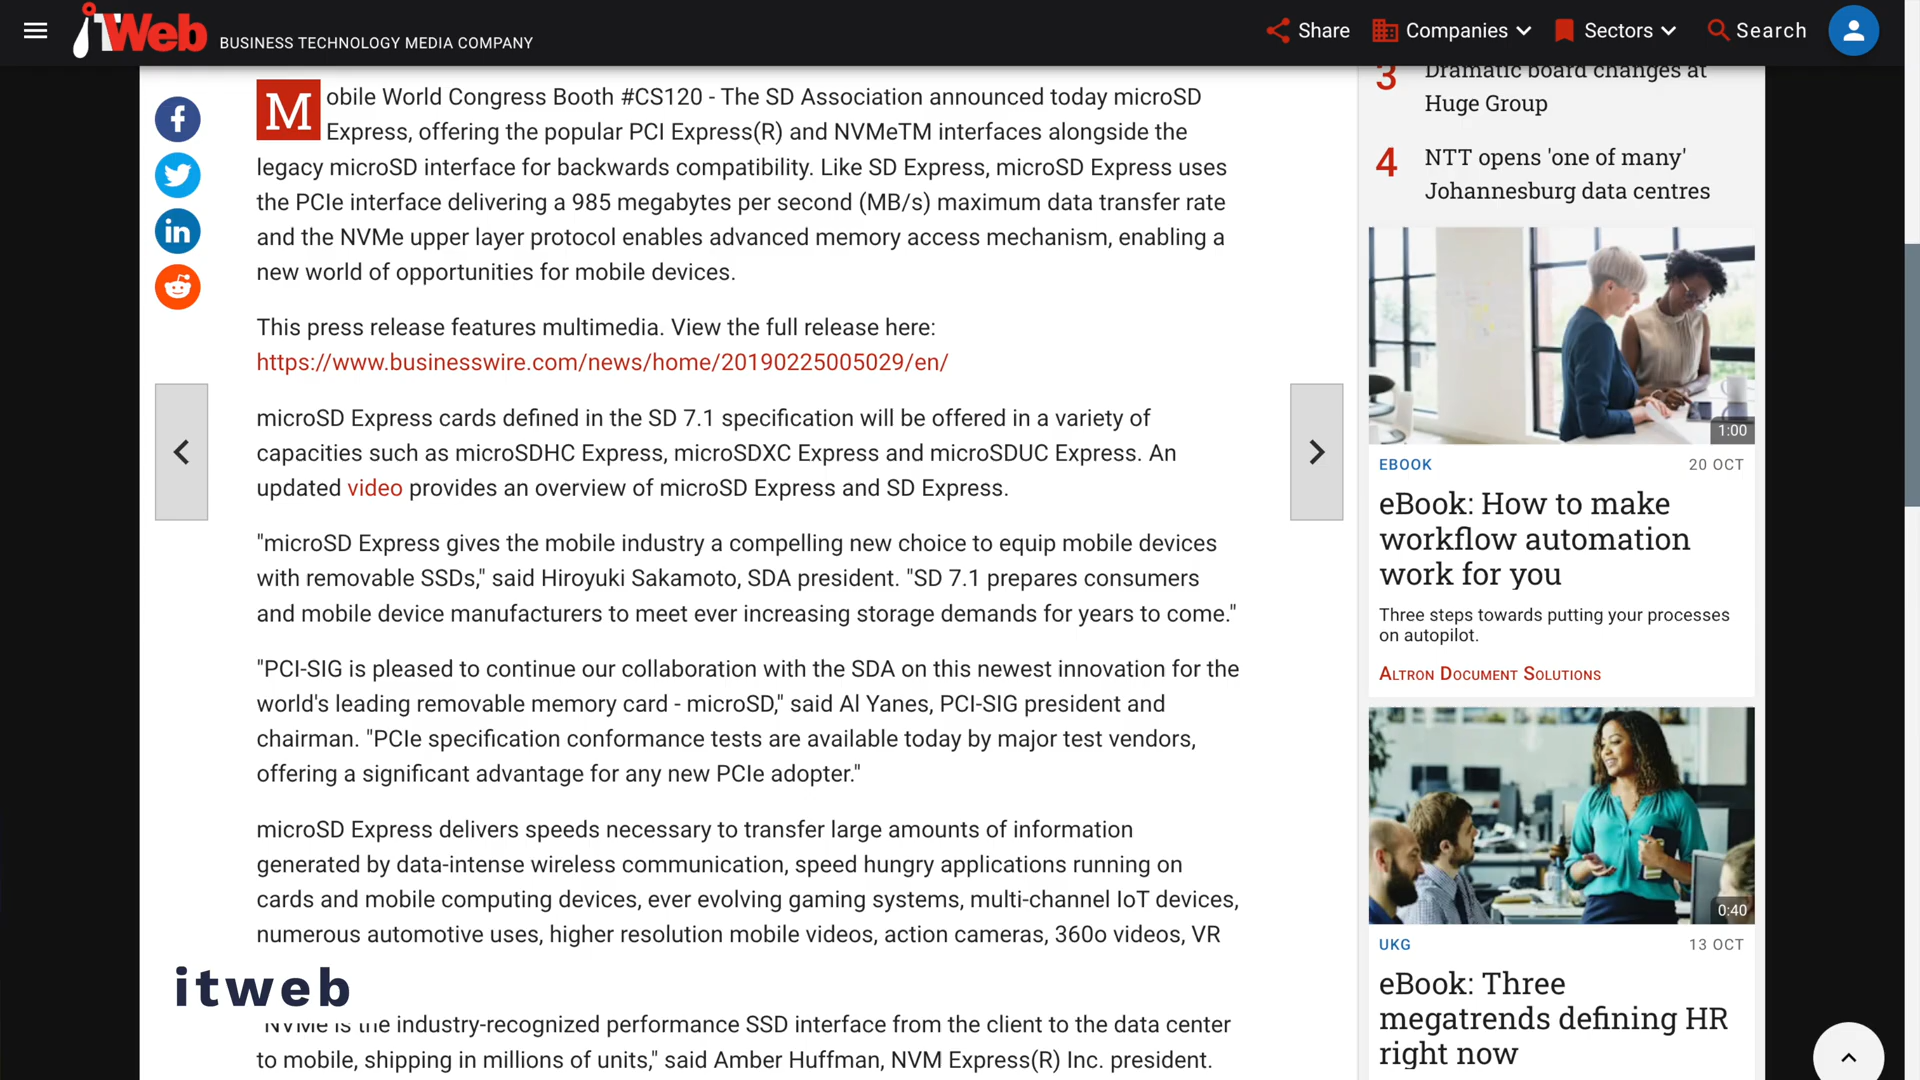 iTWeb BUSINESS TECHNOLOGY MEDIA COMPANY
Share
Companies
Sectors
Search
Mobile World Congress Booth #CS120 - The SD Association announced today microSD
Express, offering the popular PCI Express(R) and NVMeTM interfaces alongside the
legacy microSD interface for backwards compatibility. Like SD Express, microSD Express uses
the PCIe interface delivering a 985 megabytes per second (MB/s) maximum data transfer rate
and the NVMe upper layer protocol enables advanced memory access mechanism, enabling a
new world of opportunities for mobile devices.
This press release features multimedia. View the full release here:
https://www.businesswire.com/news/home/20190225005029/en/
microSD Express cards defined in the SD 7.1 specification will be offered in a variety of
capacities such as microSDHC Express, microSDXC Express and microSDUC Express. An
updated video provides an overview of microSD Express and SD Express.
"microSD Express gives the mobile industry a compelling new choice to equip mobile devices
with removable SSDs," said Hiroyuki Sakamoto, SDA president. "SD 7.1 prepares consumers
and mobile device manufacturers to meet ever increasing storage demands for years to come."
"PCI-SIG is pleased to continue our collaboration with the SDA on this newest innovation for the
world's leading removable memory card - microSD," said Al Yanes, PCI-SIG president and
chairman. "PCIe specification conformance tests are available today by major test vendors,
offering a significant advantage for any new PCIe adopter."
microSD Express delivers speeds necessary to transfer large amounts of information
generated by data-intense wireless communication, speed hungry applications running on
cards and mobile computing devices, ever evolving gaming systems, multi-channel IoT devices,
numerous automotive uses, higher resolution mobile videos, action cameras, 360o videos, VR
itweb
"NVMe is the industry-recognized performance SSD interface from the client to the data center
to mobile, shipping in millions of units," said Amber Huffman, NVM Express(R) Inc. president.
3
Dramatic board changes at
Huge Group
4
NTT opens 'one of many'
Johannesburg data centres
1:00
EBOOK
20 OCT
eBook: How to make
workflow automation
work for you
Three steps towards putting your processes
on autopilot.
ALTRON DOCUMENT SOLUTIONS
0:40
UKG
13 OCT
eBook: Three
megatrends defining HR
right now